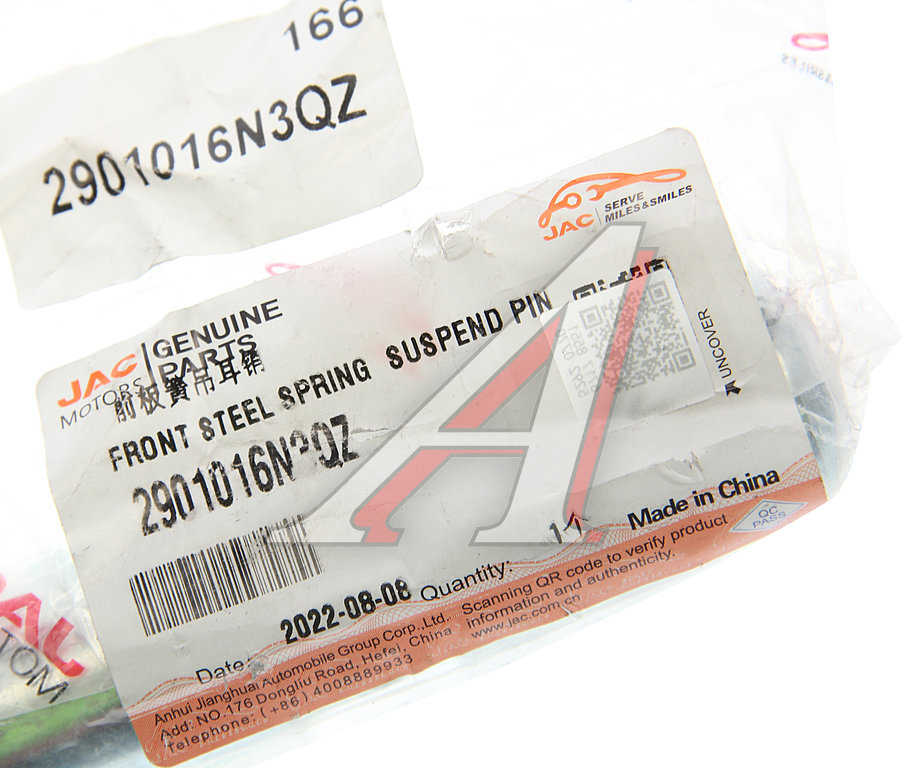 166
2901016N3QZ
JAC
SERVE
MILES&SMILES
JAC
MOTORS
GENUINE
PARTS
前板簧吊耳销
FRONT STEEL SPRING SUSPEND PIN
2901016N3QZ
UNCOVER
Made in China
QC
PASS
Quantity:
Date:
2022-08-08
Anhui Jianghuai Automobile Group Corp.,Ltd.
Add: NO.176 Dongliu Road, Hefei, China
Telephone: (+86) 4008889933
Scanning QR code to verify product
information and authenticity.
www.jac.com.cn
AL
TOM